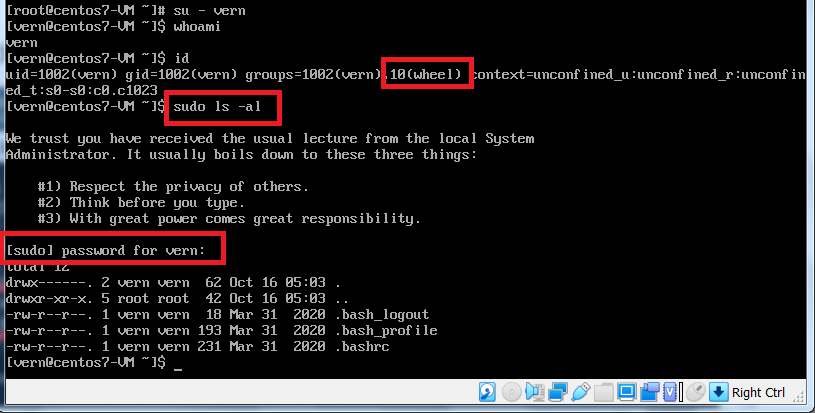 [root@centos7-VM ~]# su - vern
[vern@centos7-VM ~]$ whoami
vern
[vern@centos7-VM ~]$ id
uid=1002(vern) gid=1002(vern) groups=1002(vern),10(wheel) context=unconfined_u:unconfined_r:unconfin
ed_t:s0-s0:c0.c1023
[vern@centos7-VM ~]$ sudo ls -al
We trust you have received the usual lecture from the local System
Administrator. It usually boils down to these three things:
#1) Respect the privacy of others.
#2) Think before you type.
#3) With great power comes great responsibility.
[sudo] password for vern:
total 12
drwx------. 2 vern vern  62 Oct 16 05:03 .
drwxr-xr-x. 5 root root  42 Oct 16 05:03 ..
-rw-r--r--. 1 vern vern  18 Mar 31  2020 .bash_logout
-rw-r--r--. 1 vern vern 193 Mar 31  2020 .bash_profile
-rw-r--r--. 1 vern vern 231 Mar 31  2020 .bashrc
[vern@centos7-VM ~]$ _
Right Ctrl